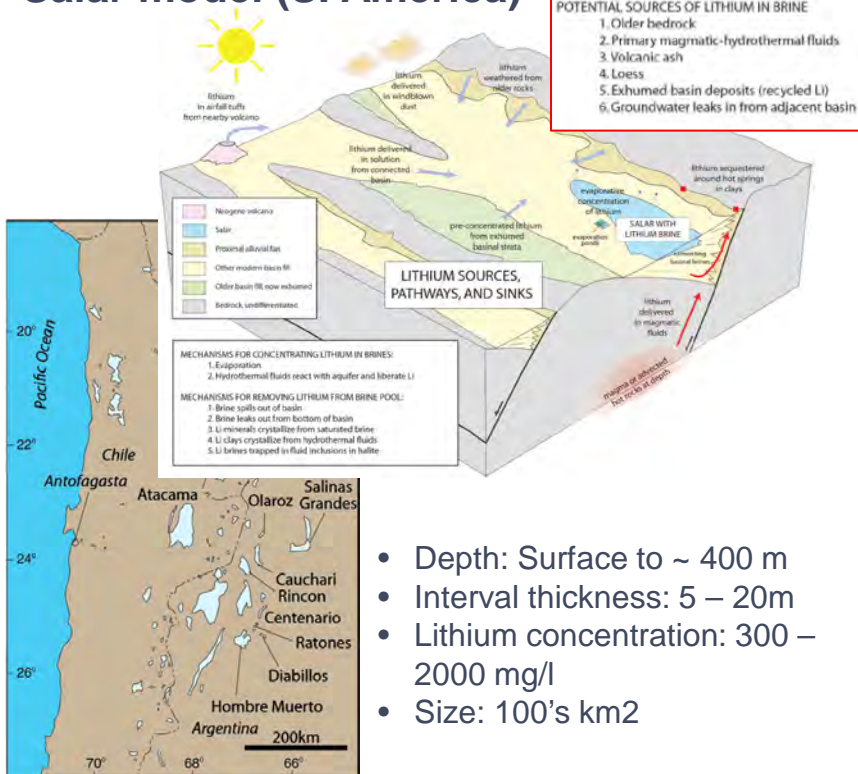 Salar Model (S. America)
POTENTIAL SOURCES OF LITHIUM IN BRINE
1. Older bedrock
2. Primary magmatic-hydrothermal fluids
3. Volcanic ash
4. Loess
5. Exhumed basin deposits (recycled Li)
6. Groundwater leaks in from adjacent basin
lithium
in airfall tuffs
from nearby volcano
lithium
delivered
in windblown
dust
lithium
weathered from
older rocks
lithium delivered
in solution
from connected
basin
lithium sequestered
around hot springs
in clays
evaporative
concentration
of lithium
evaporation
ponds
SALAR WITH
LITHIUM BRINE
pre-concentrated lithium
from exhumed
basinal strata
LITHIUM SOURCES,
PATHWAYS, AND SINKS
lithium
delivered
in magmatic
fluids
magma or advected
hot rocks at depth
Neogene volcano
Salar
Proximal alluvial fan
Other modern basin fill
Older basin fill, now exhumed
Bedrock, undifferentiated
MECHANISMS FOR CONCENTRATING LITHIUM IN BRINES:
1. Evaporation
2. Hydrothermal fluids react with aquifer and liberate Li
MECHANISMS FOR REMOVING LITHIUM FROM BRINE POOL:
1. Brine spills out of basin
2. Brine leaks out from bottom of basin
3. Li minerals crystallize from saturated brine
4. Li clays crystallize from hydrothermal fluids
5. Li brines trapped in fluid inclusions in halite
Pacific Ocean
20°
22°
24°
26°
Chile
Antofagasta
Atacama
Olaroz
Salinas
Grandes
Cauchari
Rincon
Centenario
Ratones
Diabillos
Hombre Muerto
Argentina
200km
70°
68°
66°
• Depth: Surface to ~ 400 m
• Interval thickness: 5 – 20m
• Lithium concentration: 300 –
2000 mg/l
• Size: 100's km2